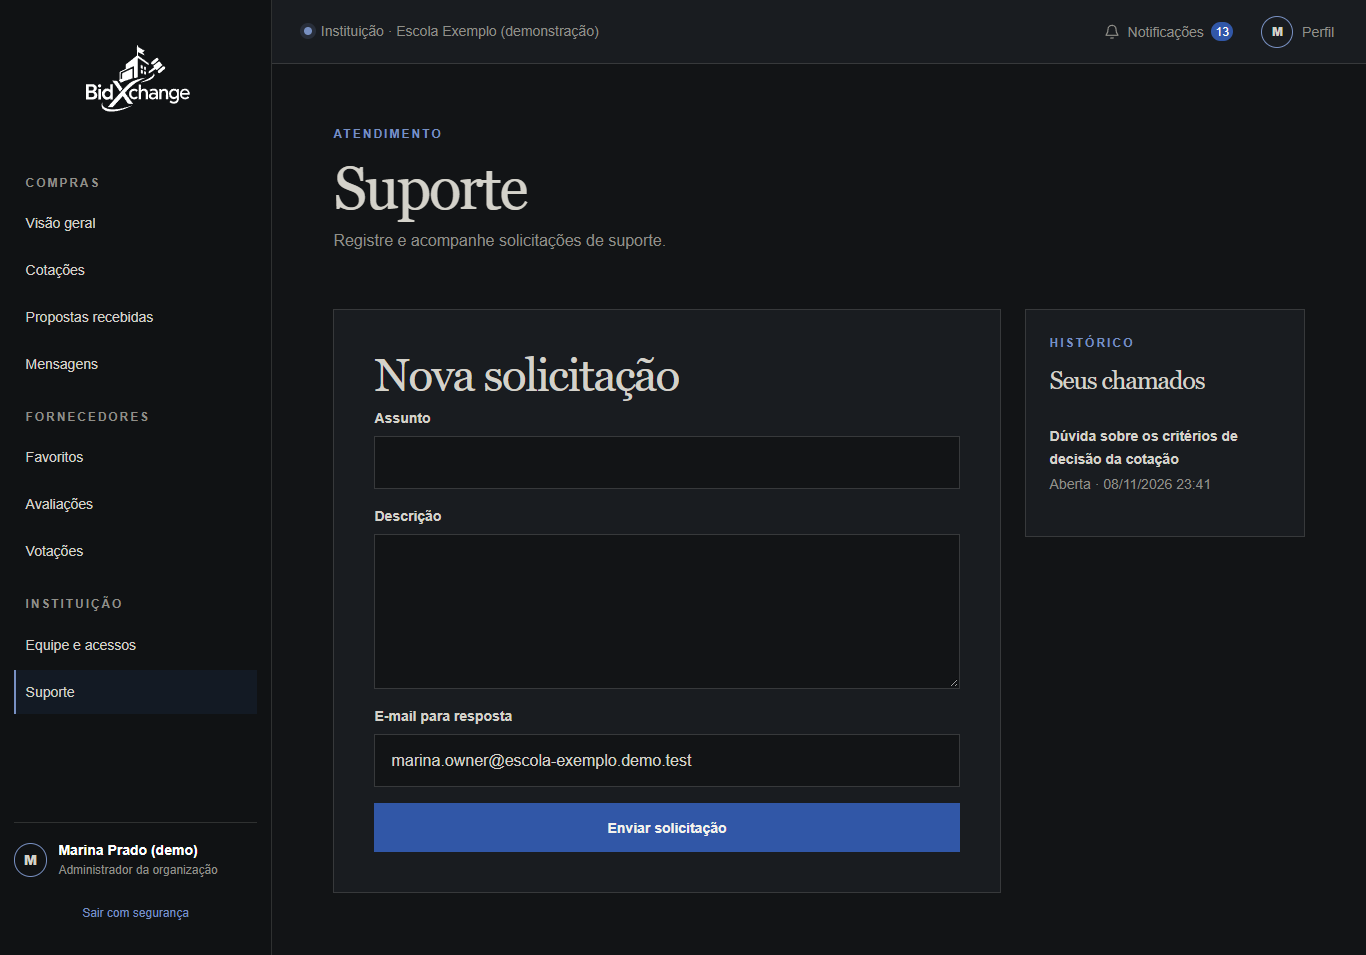 BidXchange
COMPRAS
Visão geral
Cotações
Propostas recebidas
Mensagens
FORNECEDORES
Favoritos
Avaliações
Votações
INSTITUIÇÃO
Equipe e acessos
Suporte
M
Marina Prado (demo)
Administrador da organização
Sair com segurança
Instituição · Escola Exemplo (demonstração)
Notificações 13
M Perfil
ATENDIMENTO
Suporte
Registre e acompanhe solicitações de suporte.
Nova solicitação
Assunto
Descrição
E-mail para resposta
marina.owner@escola-exemplo.demo.test
Enviar solicitação
HISTÓRICO
Seus chamados
Dúvida sobre os critérios de
decisão da cotação
Aberta · 08/11/2026 23:41